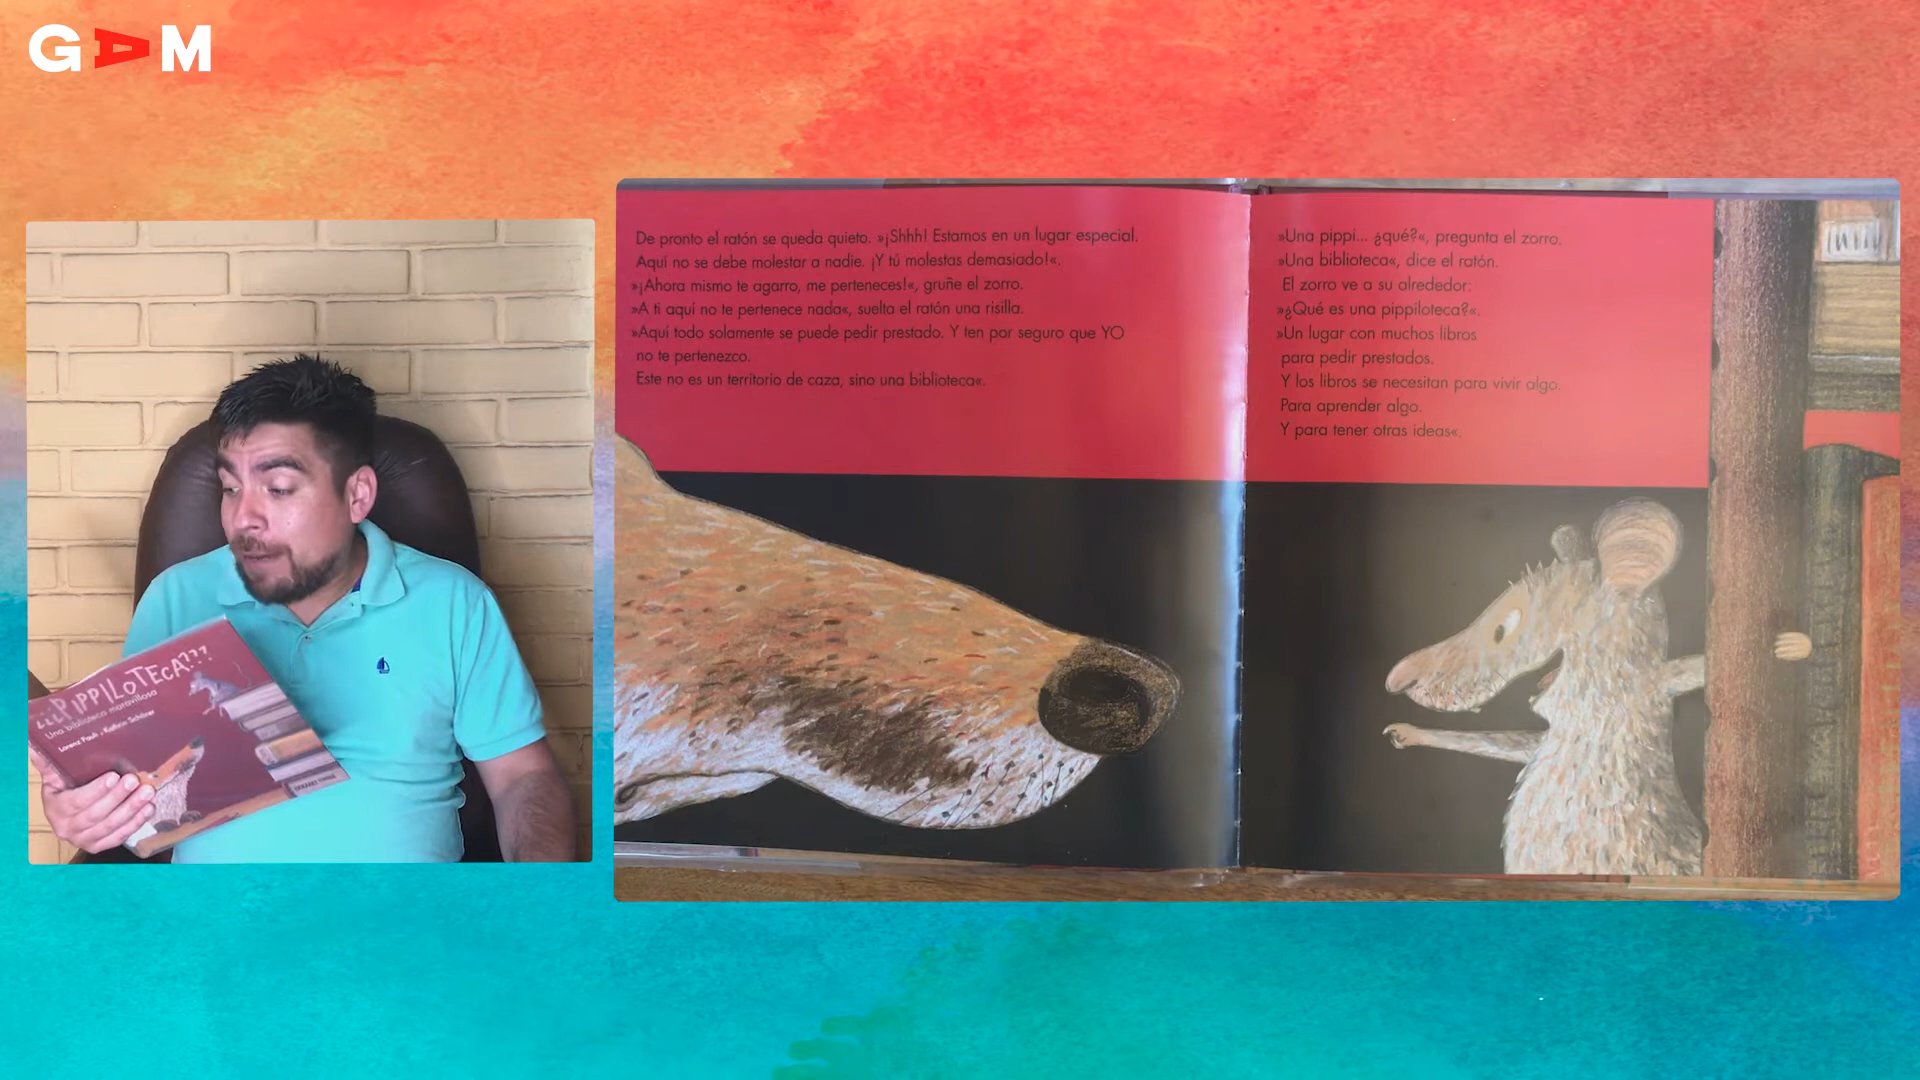 GAM
De pronto el ratón se queda quieto. »¡Shhh! Estamos en un lugar especial.
Aquí no se debe molestar a nadie. ¡Y tú molestas demasiado!«.
»¡Ahora mismo te agarro, me perteneces!«, gruñe el zorro.
»A ti aquí no te pertenece nada«, suelta el ratón una risilla.
»Aquí todo solamente se puede pedir prestado. Y ten por seguro que YO
no te pertenezco.
Este no es un territorio de caza, sino una biblioteca«.
»Una pippi... ¿qué?«, pregunta el zorro.
»Una biblioteca«, dice el ratón.
El zorro ve a su alrededor:
»¿Qué es una pippiloteca?«.
»Un lugar con muchos libros
para pedir prestados.
Y los libros se necesitan para vivir algo.
Para aprender algo.
Y para tener otras ideas«.
¿¿¿PIPPILOTECA???
Una biblioteca maravillosa
Lorenz Pauli y Kathrin Schärer